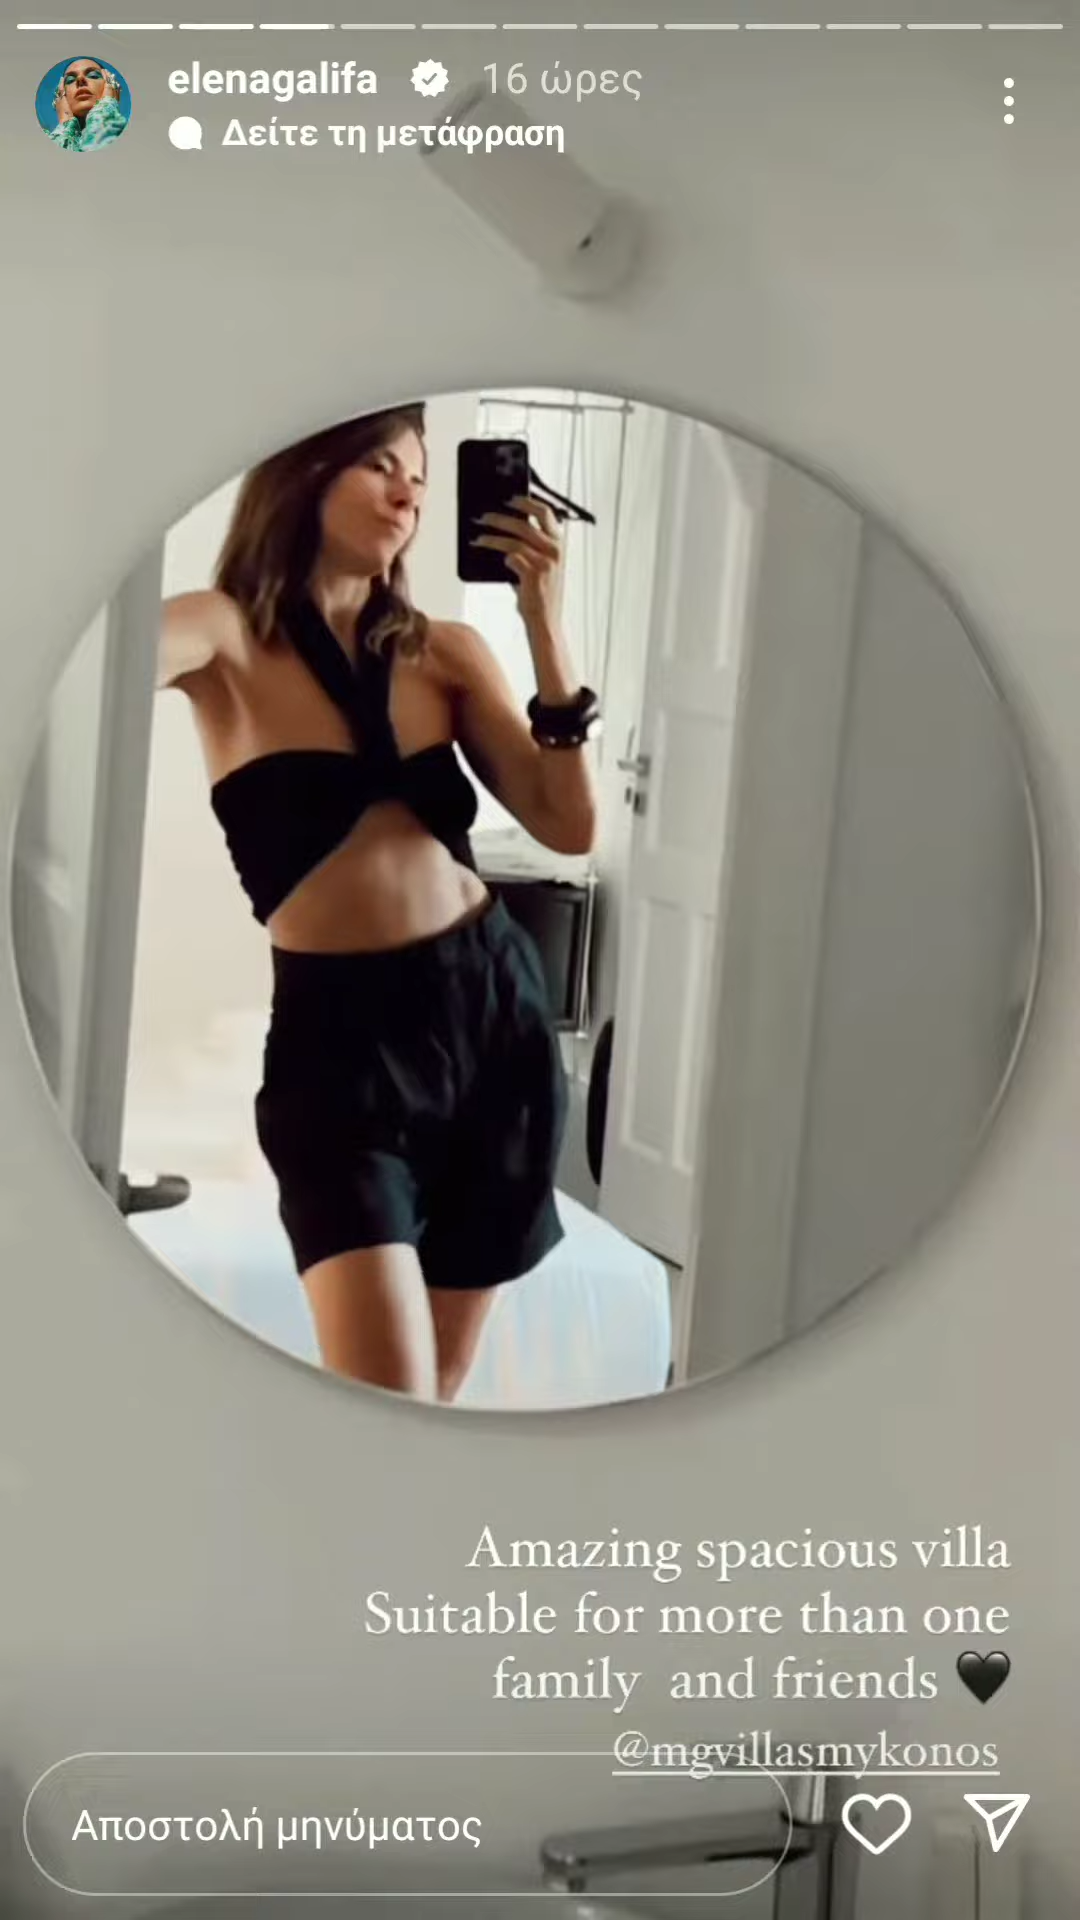 elenagalifa 16 ώρες
Δείτε τη μετάφραση
Amazing spacious villa
Suitable for more than one
family and friends 🖤
@mgvillasmykonos
Αποστολή μηνύματος